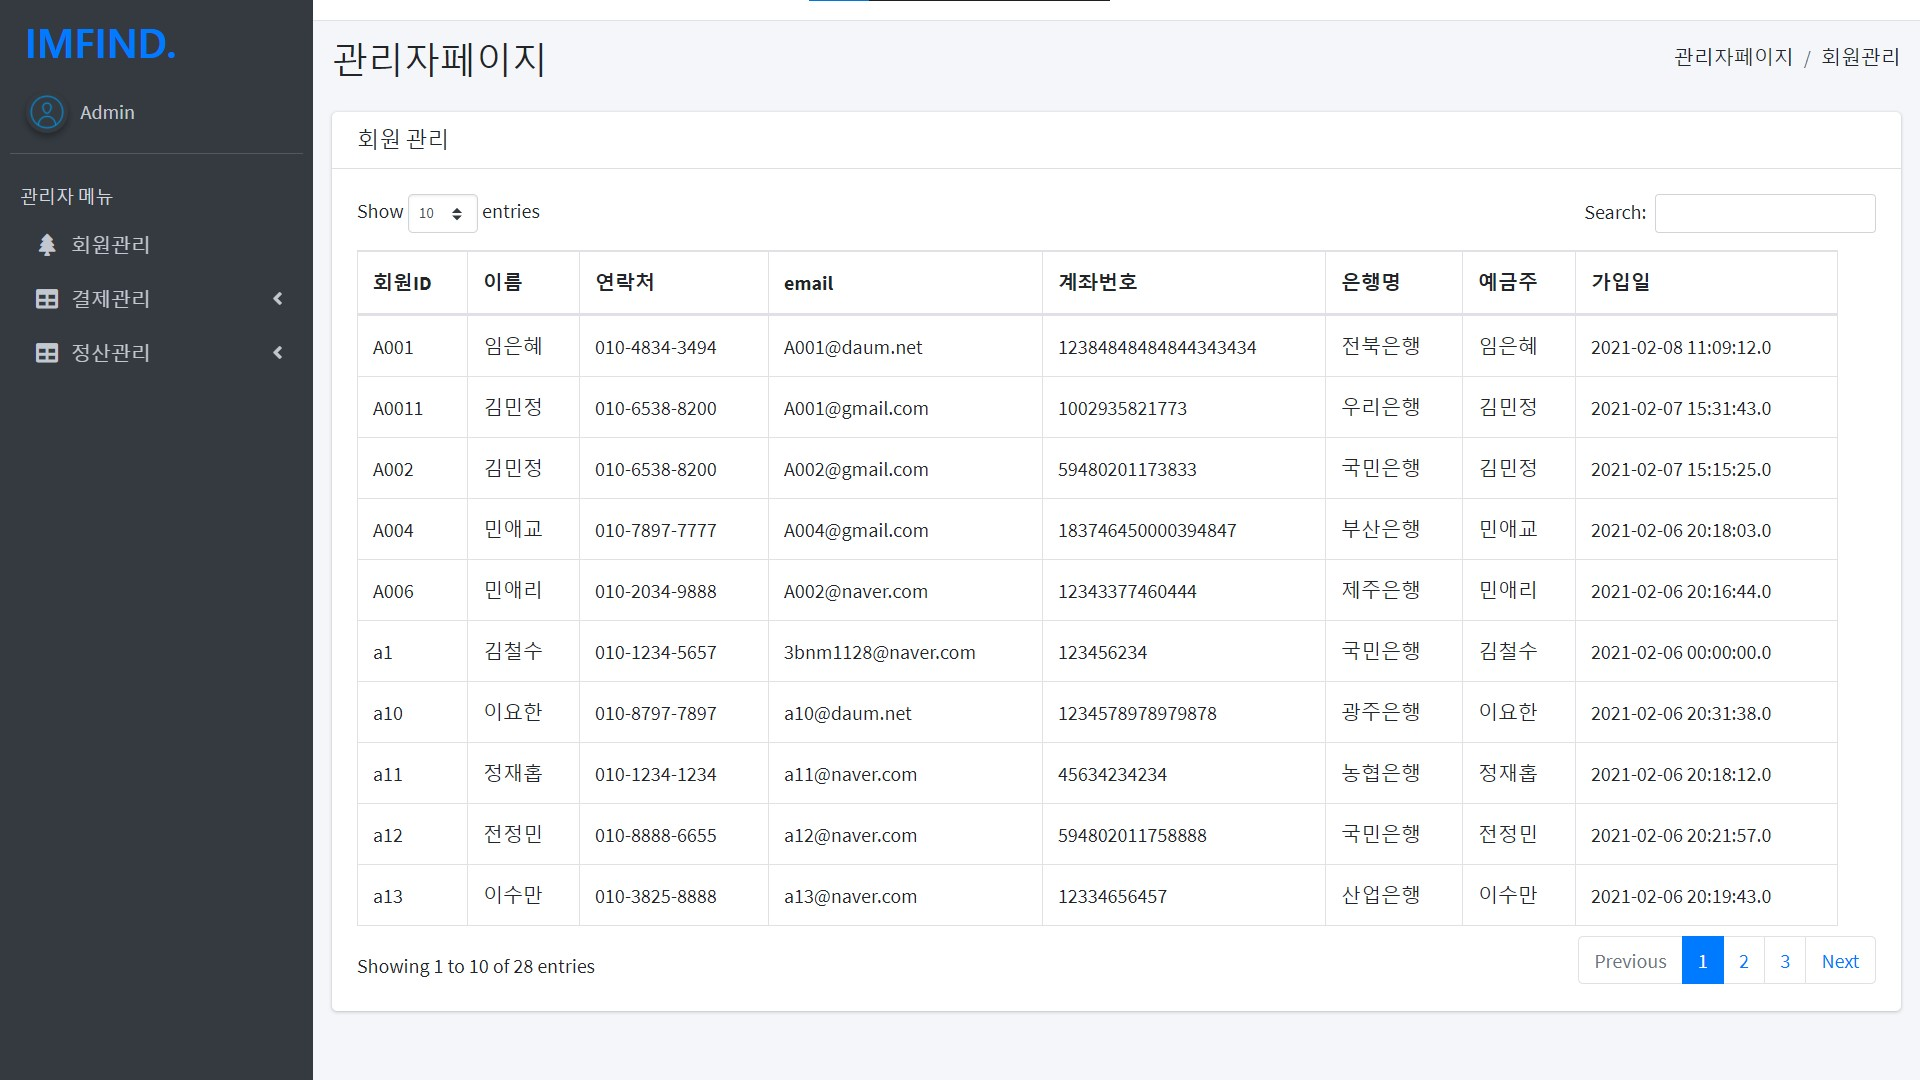 IMFIND.
Admin
관리자 메뉴
회원관리
결제관리
정산관리
관리자페이지
관리자페이지 / 회원관리
회원 관리
Show 10 entries
Search:
회원ID 이름 연락처 email 계좌번호 은행명 예금주 가입일
A001 임은혜 010-4834-3494 A001@daum.net 12384848484844343434 전북은행 임은혜 2021-02-08 11:09:12.0
A0011 김민정 010-6538-8200 A001@gmail.com 1002935821773 우리은행 김민정 2021-02-07 15:31:43.0
A002 김민정 010-6538-8200 A002@gmail.com 59480201173833 국민은행 김민정 2021-02-07 15:15:25.0
A004 민애교 010-7897-7777 A004@gmail.com 183746450000394847 부산은행 민애교 2021-02-06 20:18:03.0
A006 민애리 010-2034-9888 A002@naver.com 12343377460444 제주은행 민애리 2021-02-06 20:16:44.0
a1 김철수 010-1234-5657 3bnm1128@naver.com 123456234 국민은행 김철수 2021-02-06 00:00:00.0
a10 이요한 010-8797-7897 a10@daum.net 1234578978979878 광주은행 이요한 2021-02-06 20:31:38.0
a11 정재홉 010-1234-1234 a11@naver.com 45634234234 농협은행 정재홉 2021-02-06 20:18:12.0
a12 전정민 010-8888-6655 a12@naver.com 594802011758888 국민은행 전정민 2021-02-06 20:21:57.0
a13 이수만 010-3825-8888 a13@naver.com 12334656457 산업은행 이수만 2021-02-06 20:19:43.0
Showing 1 to 10 of 28 entries
Previous 1 2 3 Next